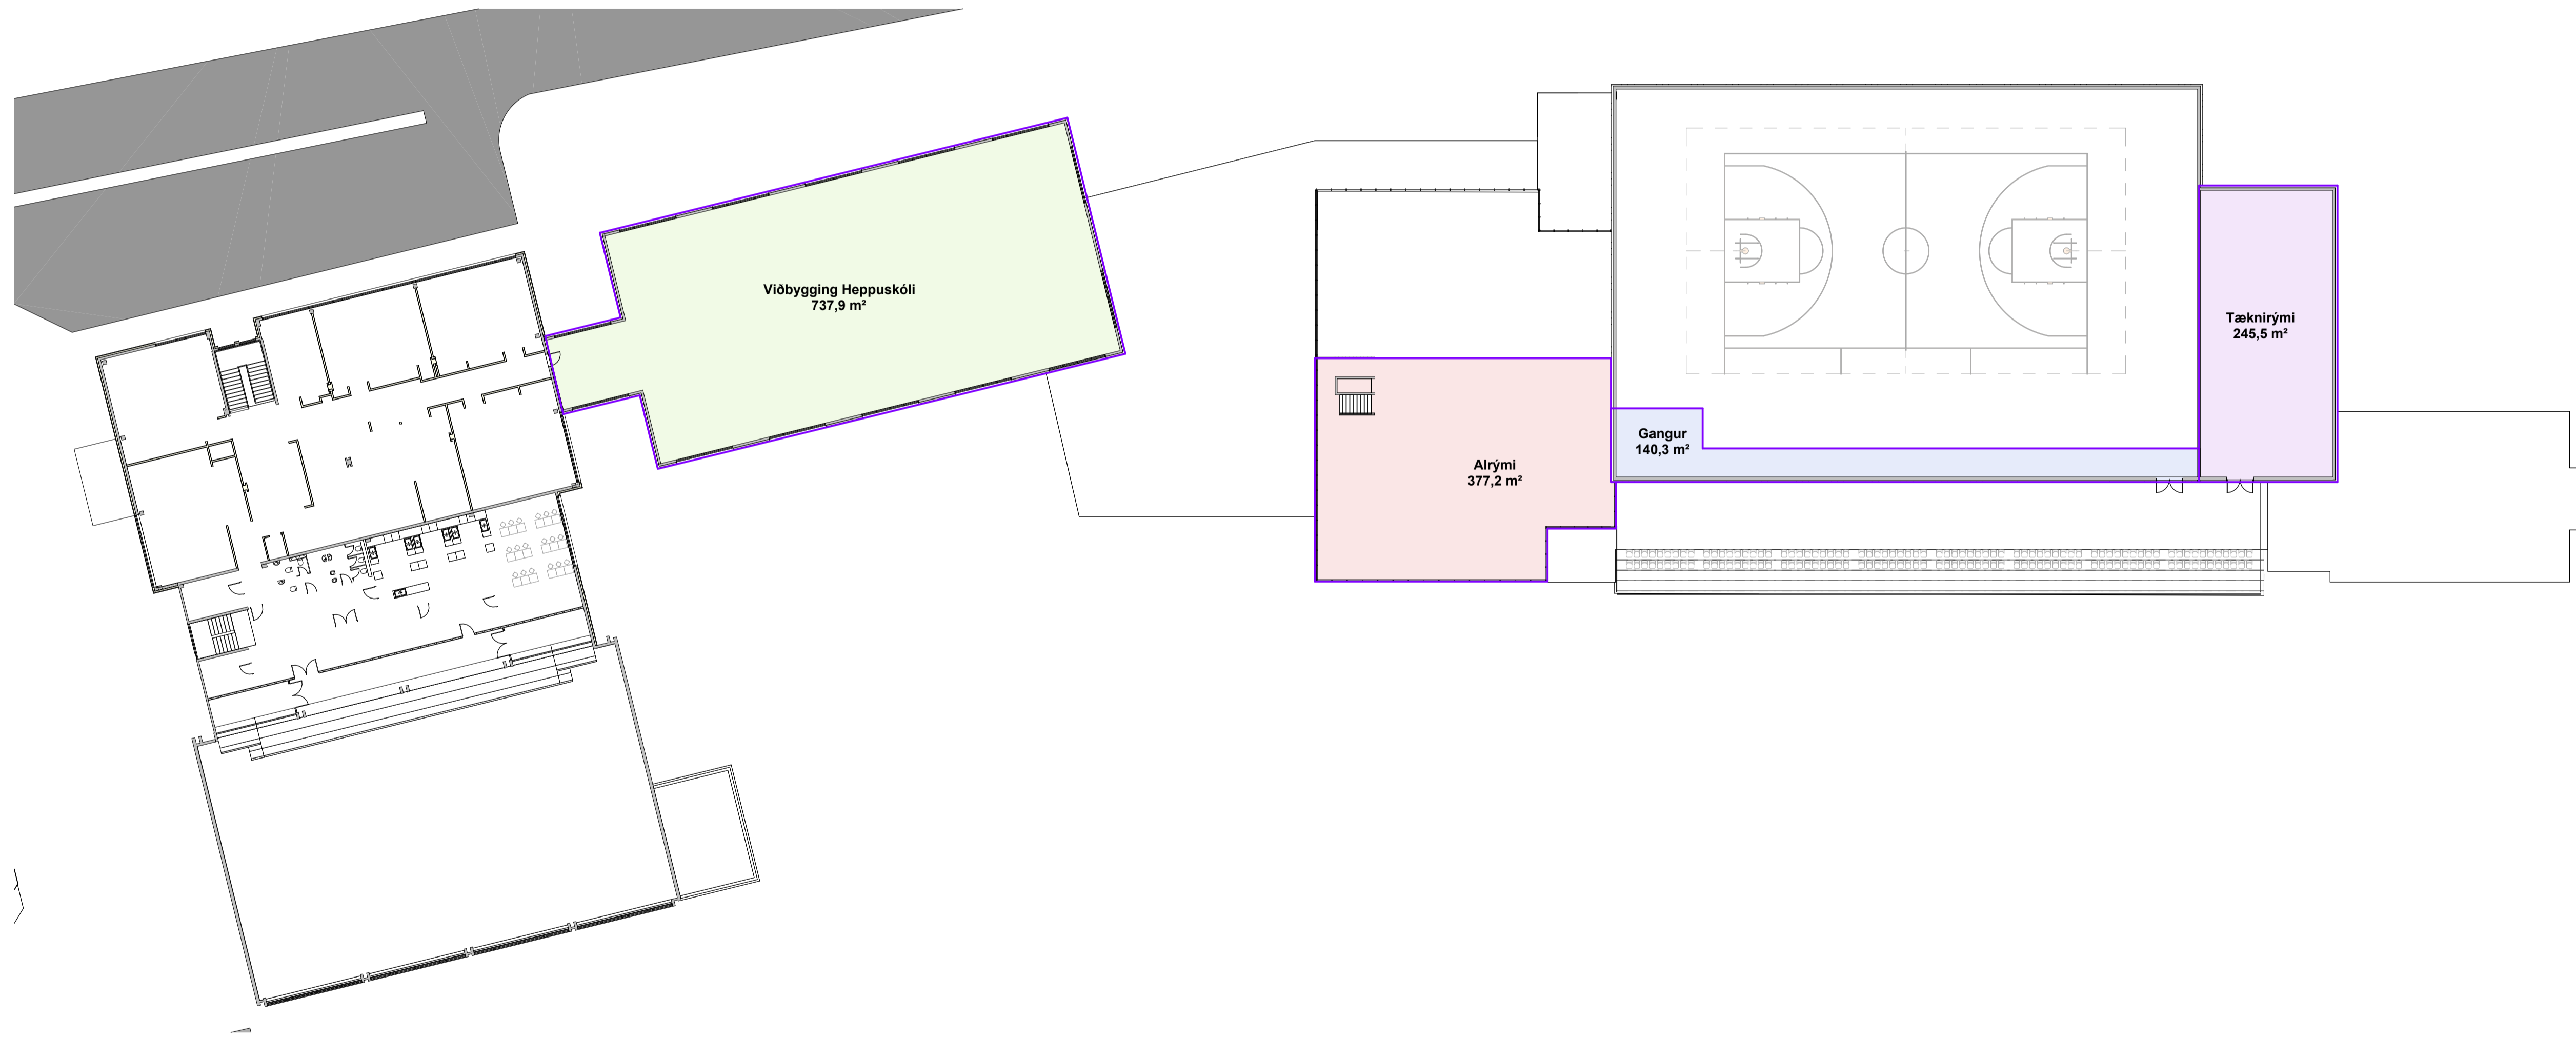 Viðbygging Heppuskóli
737,9 m²
Tæknirými
245,5 m²
Gangur
140,3 m²
Alrými
377,2 m²